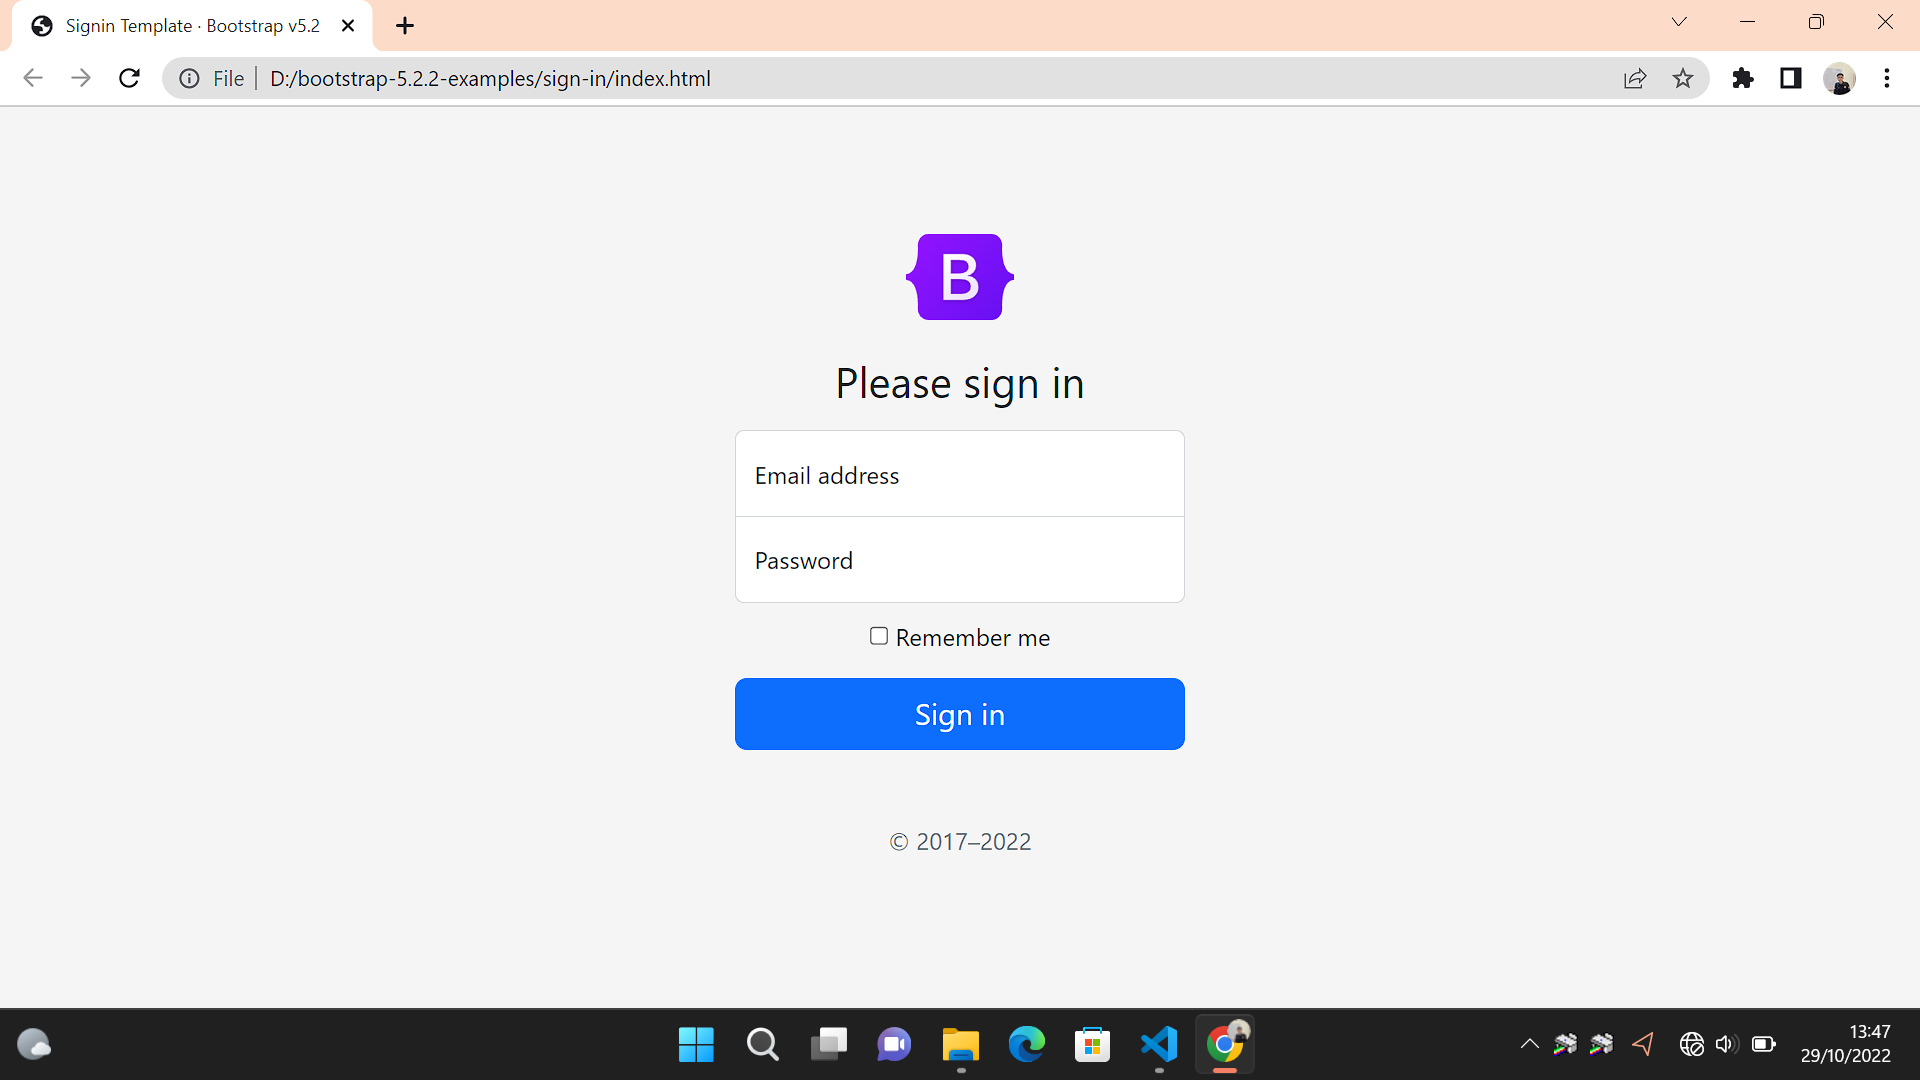 Signin Template · Bootstrap v5.2
File
D:/bootstrap-5.2.2-examples/sign-in/index.html
B
Please sign in
Email address
Password
Remember me
Sign in
© 2017–2022
13:47
29/10/2022